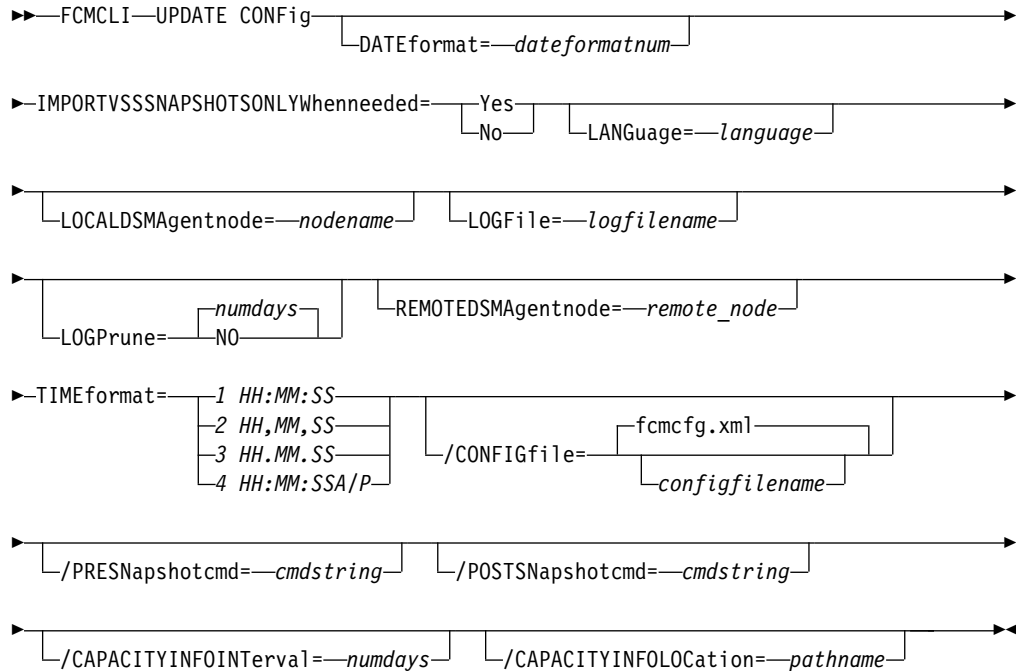 FCMCLI UPDATE CONFig
DATEformat= dateformatnum
IMPORTVSSSNAPSHOTSONLYWhenneeded= Yes
No
LANGuage= language
LOCALDSMAgentnode= nodename
LOGFile= logfilename
LOGPrune= numdays
NO
REMOTEDSMAgentnode= remote_node
TIMEformat= 1 HH:MM:SS
2 HH,MM,SS
3 HH.MM.SS
4 HH:MM:SSA/P
/CONFIGfile= fcmcfg.xml
configfilename
/PRESNapshotcmd= cmdstring
/POSTSNapshotcmd= cmdstring
/CAPACITYINFOINTerval= numdays
/CAPACITYINFOLOCation= pathname